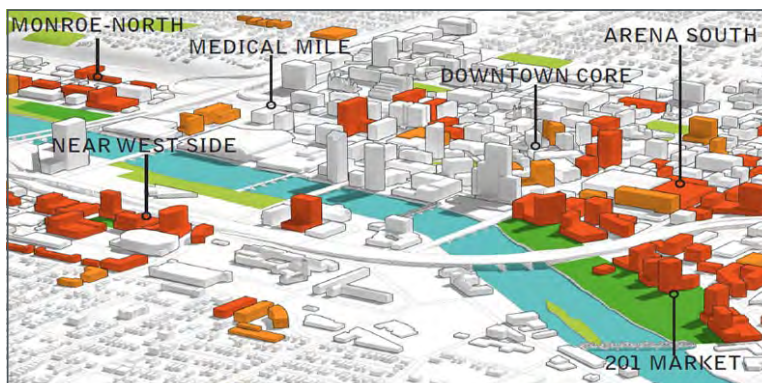 MONROE-NORTH
MEDICAL MILE
ARENA SOUTH
DOWNTOWN CORE
NEAR WEST SIDE
201 MARKET